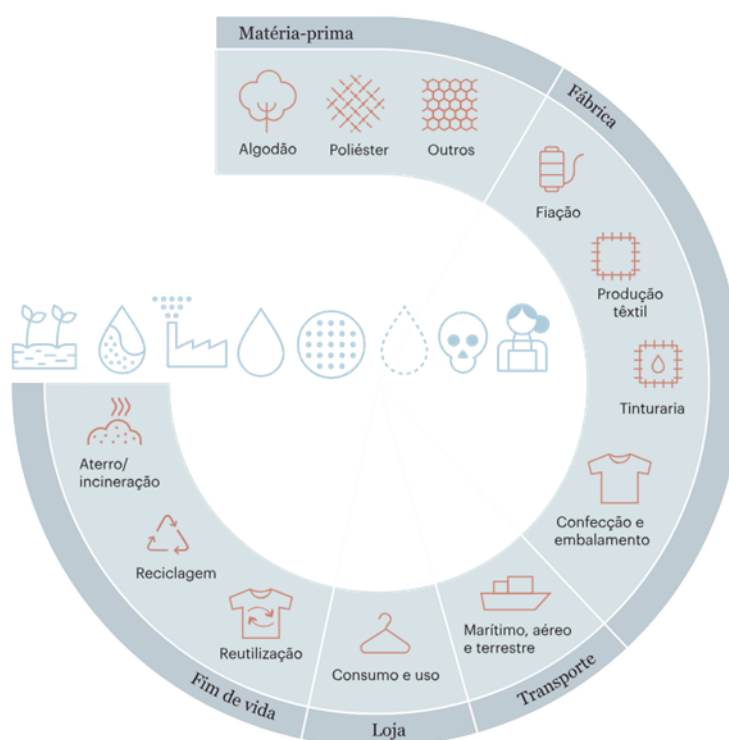 Matéria-prima
Algodão
Poliéster
Outros
Fábrica
Fiação
Produção
têxtil
Tinturaria
Confecção e
embalamento
Transporte
Marítimo, aéreo
e terrestre
Loja
Consumo e uso
Fim de vida
Reutilização
Reciclagem
Aterro/
incineração